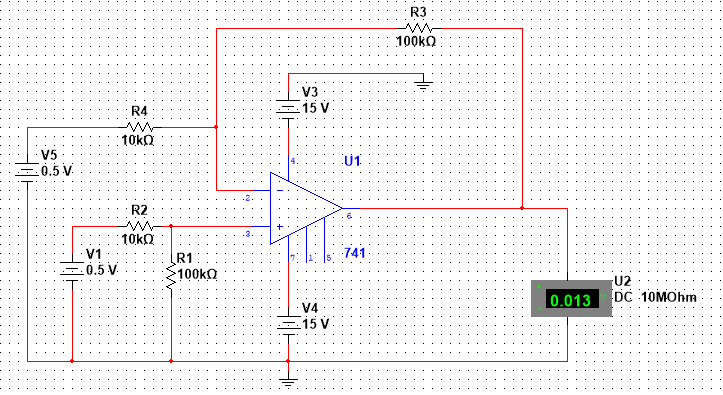 R3
100kΩ
V3
15 V
R4
10kΩ
4
U1
V5
0.5 V
2
R2
10kΩ
6
3
V1
0.5 V
R1
100kΩ
7
1
5
741
U2
0.013
DC 10MOhm
V4
15 V